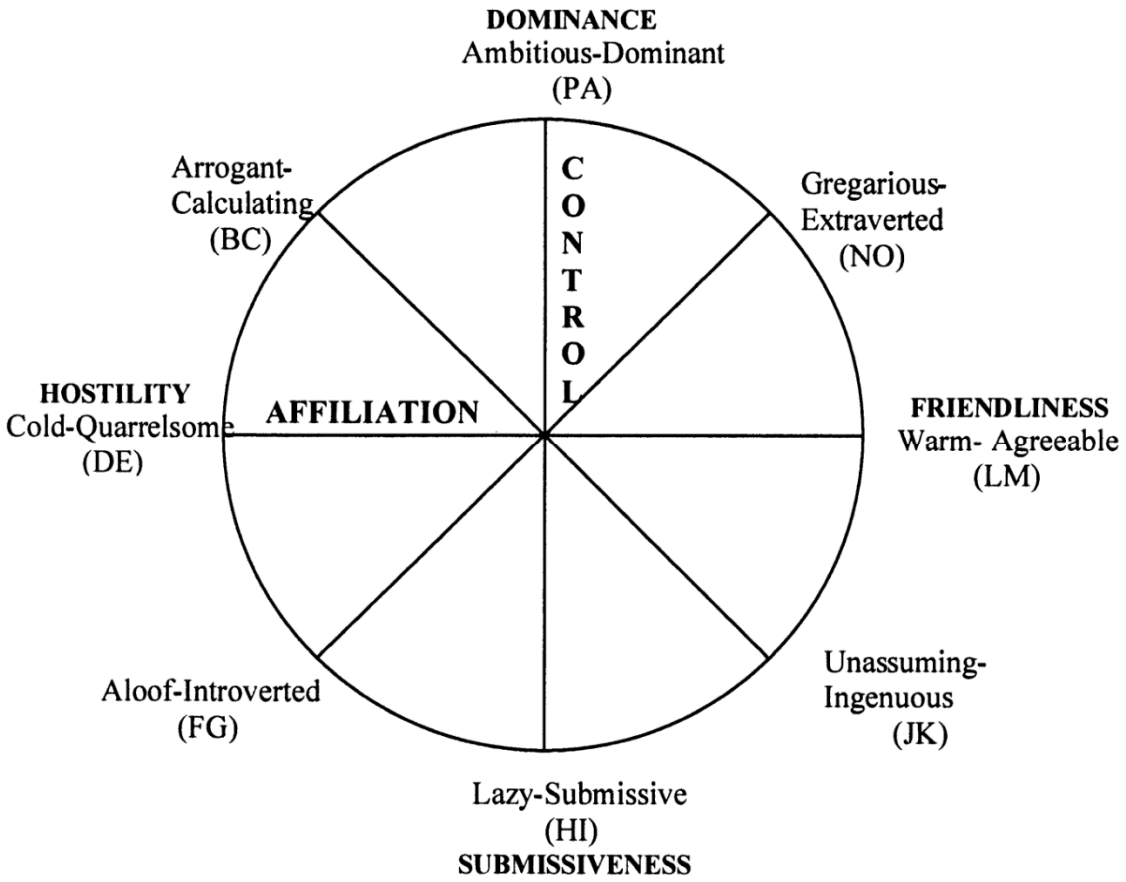 DOMINANCE
Ambitious-Dominant
(PA)
Arrogant-
Calculating
(BC)
CONTROL
Gregarious-
Extraverted
(NO)
HOSTILITY
Cold-Quarrelsome
(DE)
AFFILIATION
FRIENDLINESS
Warm- Agreeable
(LM)
Aloof-Introverted
(FG)
Unassuming-
Ingenuous
(JK)
Lazy-Submissive
(HI)
SUBMISSIVENESS